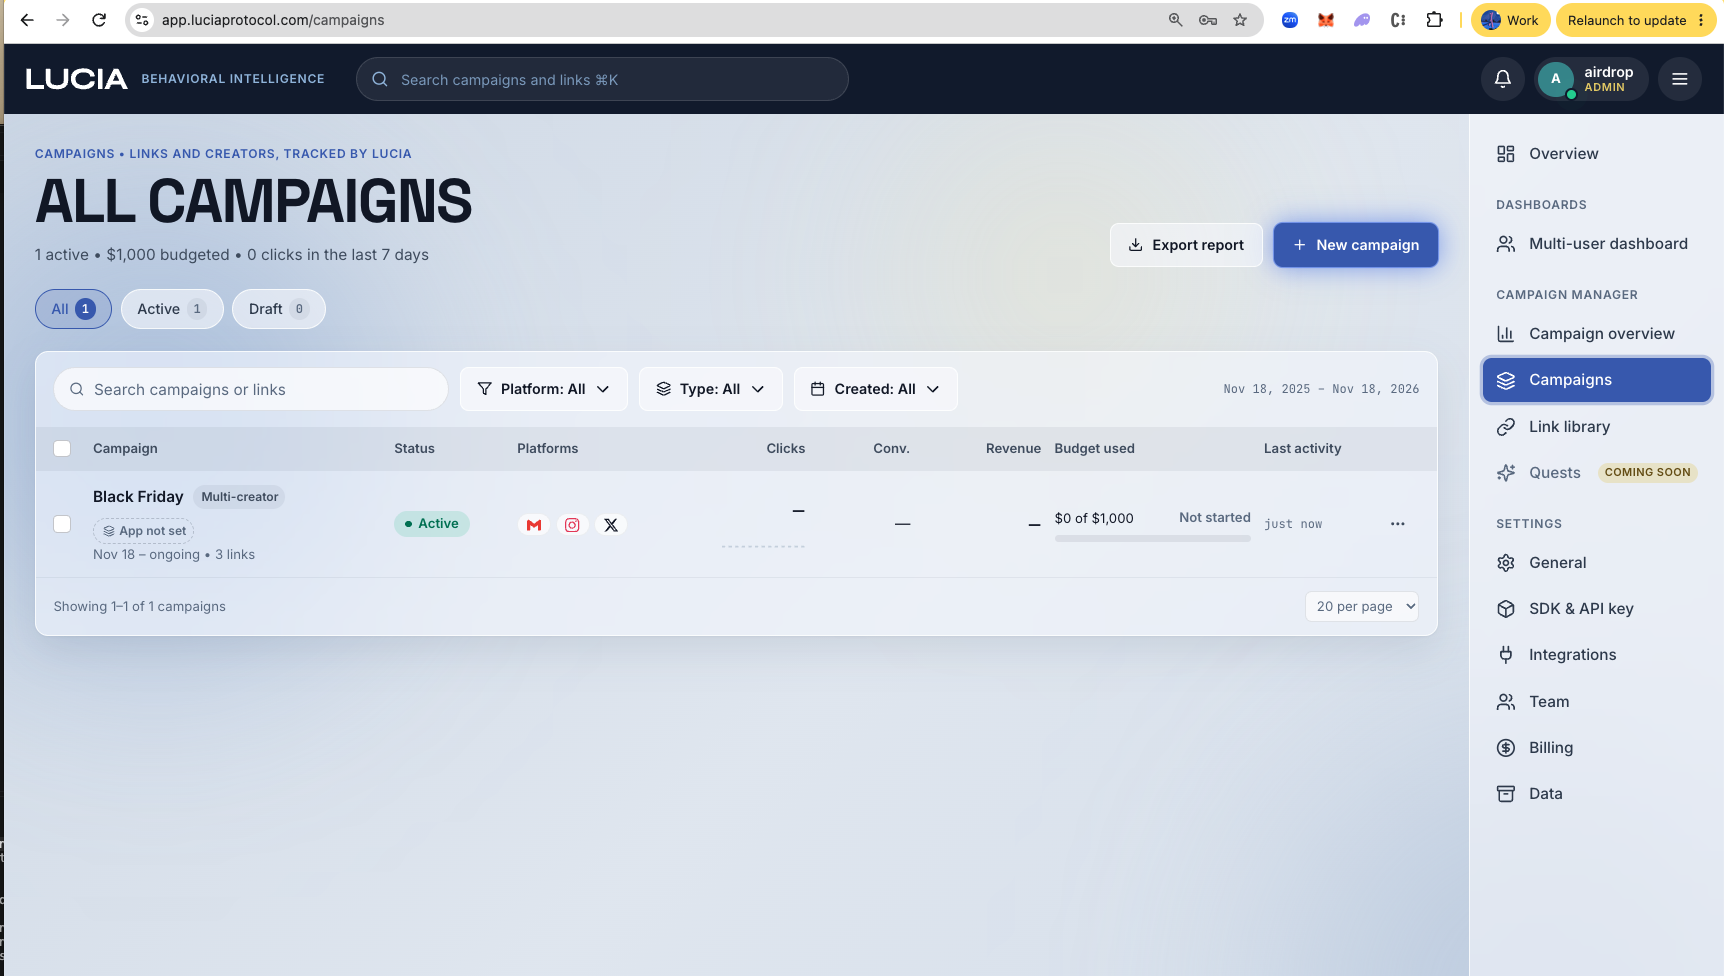 app.luciaprotocol.com/campaigns
zm
Work
Relaunch to update
LUCIA
BEHAVIORAL INTELLIGENCE
Search campaigns and links ⌘K
A
airdrop
ADMIN
CAMPAIGNS • LINKS AND CREATORS, TRACKED BY LUCIA
ALL CAMPAIGNS
1 active • $1,000 budgeted • 0 clicks in the last 7 days
Export report
+ New campaign
All 1
Active 1
Draft 0
Search campaigns or links
Platform: All
Type: All
Created: All
Nov 18, 2025 – Nov 18, 2026
Campaign Status Platforms Clicks Conv. Revenue Budget used Last activity
Black Friday Multi-creator
App not set
Nov 18 – ongoing • 3 links
Active
—
—
—
$0 of $1,000 Not started
just now
Showing 1–1 of 1 campaigns
20 per page
Overview
DASHBOARDS
Multi-user dashboard
CAMPAIGN MANAGER
Campaign overview
Campaigns
Link library
Quests COMING SOON
SETTINGS
General
SDK & API key
Integrations
Team
Billing
Data